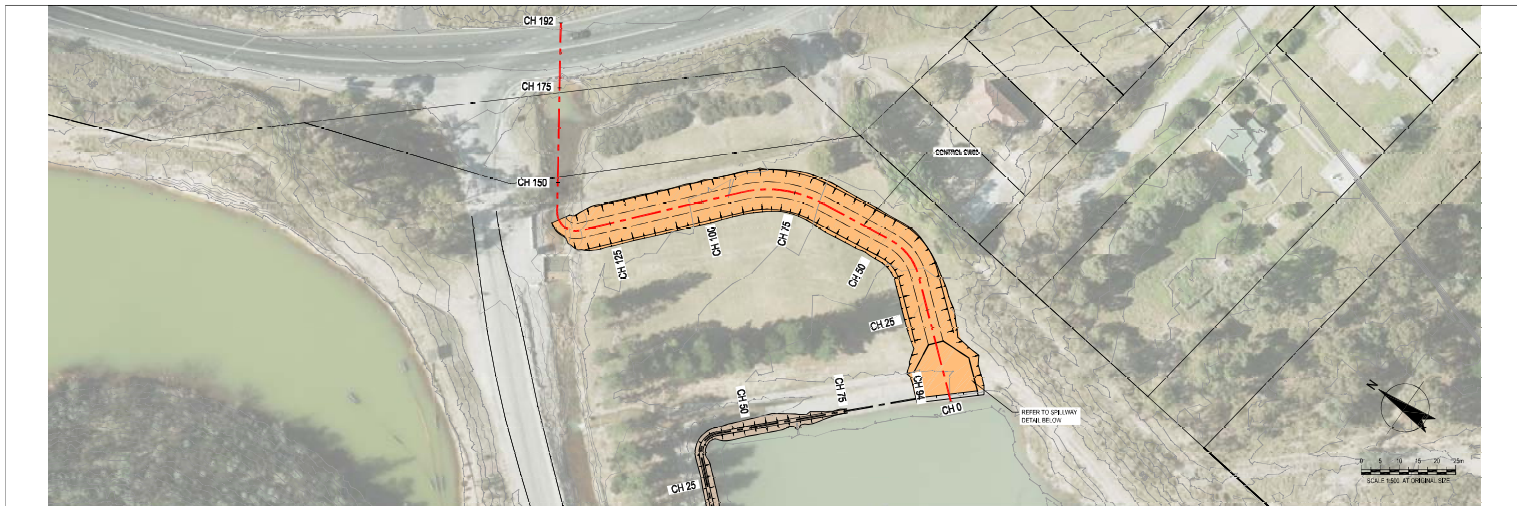 CH 192
CH 175
CH 150
CH 125
CH 100
CH 75
CH 50
CH 25
CH 0
CH 94
CH 75
CH 50
CH 25
REFER TO SPILLWAY
DETAIL BELOW
N
0 5 10 15 20 25m
SCALE 1:500 AT ORIGINAL SIZE